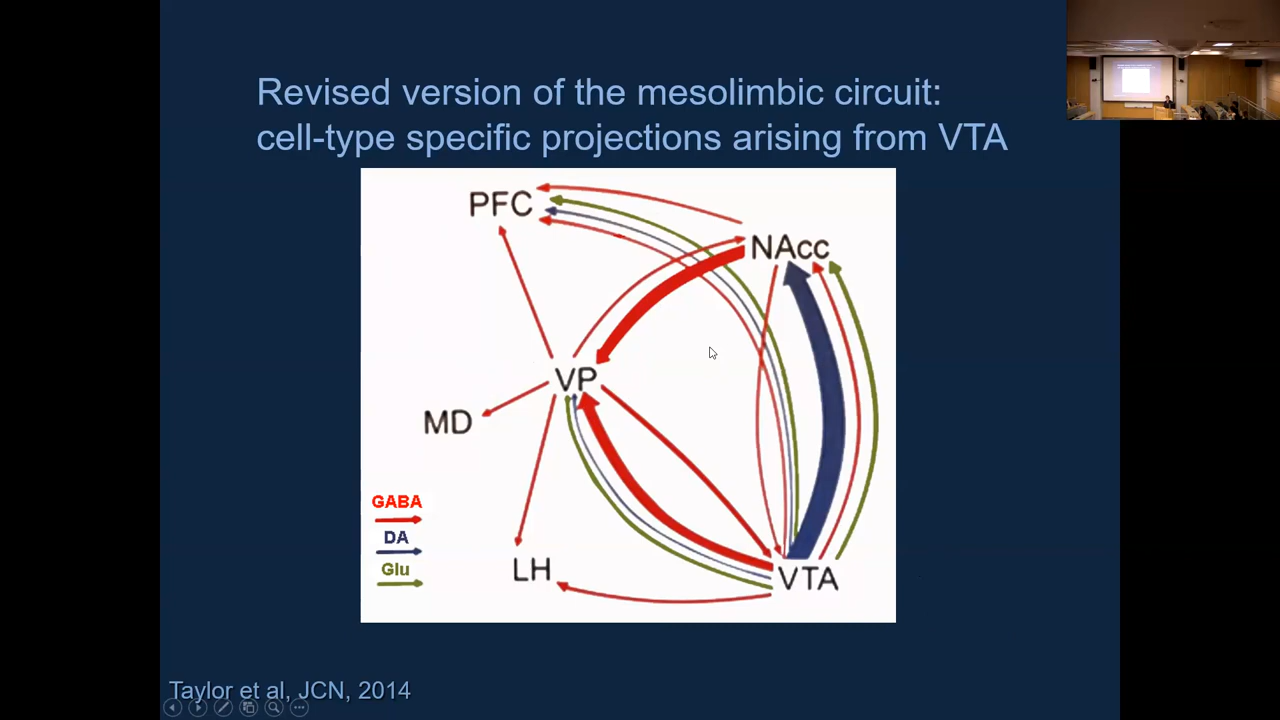 Revised version of the mesolimbic circuit:
cell-type specific projections arising from VTA
PFC
NAcc
VP
MD
GABA
DA
LH
Glu
VTA
Taylor et al, JCN, 2014